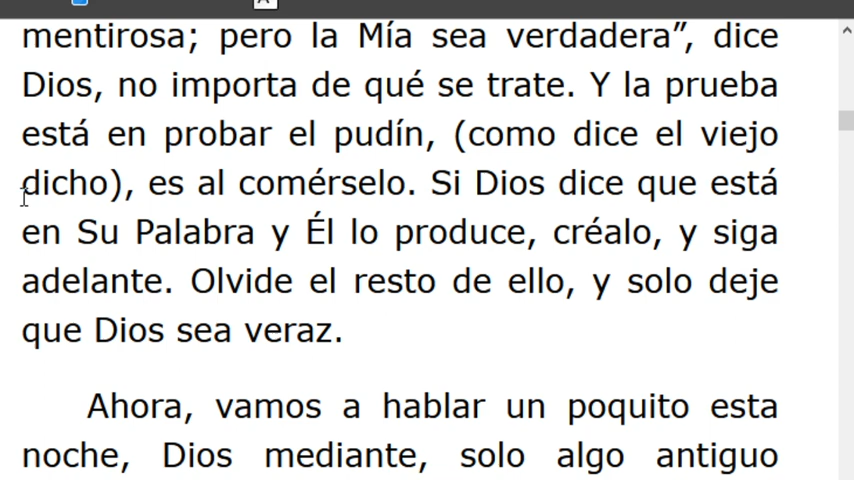 mentirosa; pero la Mía sea verdadera”, dice
Dios, no importa de qué se trate. Y la prueba
está en probar el pudín, (como dice el viejo
dicho), es al comérselo. Si Dios dice que está
en Su Palabra y Él lo produce, créalo, y siga
adelante. Olvide el resto de ello, y solo deje
que Dios sea veraz.
Ahora, vamos a hablar un poquito esta
noche, Dios mediante, solo algo antiguo